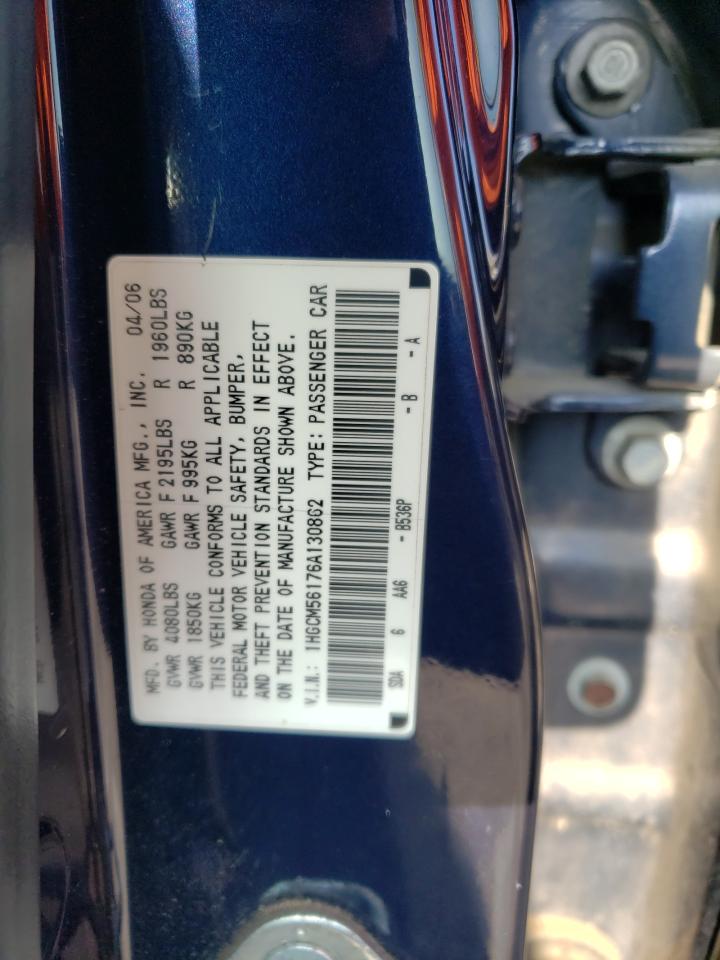 MFD. BY HONDA OF AMERICA MFG., INC. 04/06
GVWR 4080LBS GAWR F 2195LBS R 1960LBS
GVWR 1850KG GAWR F 995KG R 890KG
THIS VEHICLE CONFORMS TO ALL APPLICABLE
FEDERAL MOTOR VEHICLE SAFETY, BUMPER,
AND THEFT PREVENTION STANDARDS IN EFFECT
ON THE DATE OF MANUFACTURE SHOWN ABOVE.
V.I.N.: 1HGCM56176A130862 TYPE: PASSENGER CAR
SDA 6 AA6 - B536P - B - A